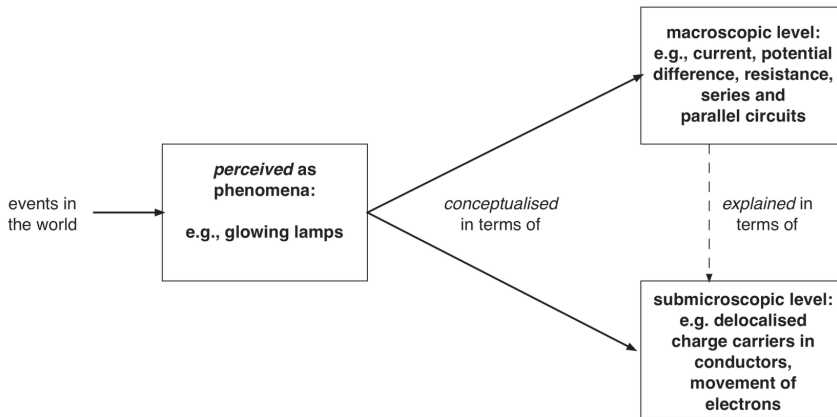 events in
the world
perceived as
phenomena:
e.g., glowing lamps
conceptualised
in terms of
macroscopic level:
e.g., current, potential
difference, resistance,
series and
parallel circuits
explained in
terms of
submicroscopic level:
e.g. delocalised
charge carriers in
conductors,
movement of
electrons